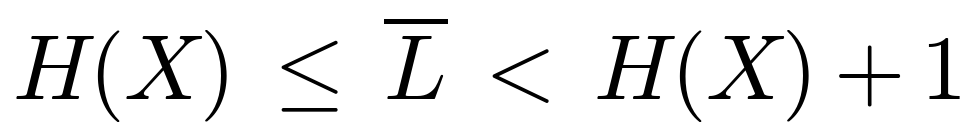 H(X) ≤ L̅ < H(X) + 1